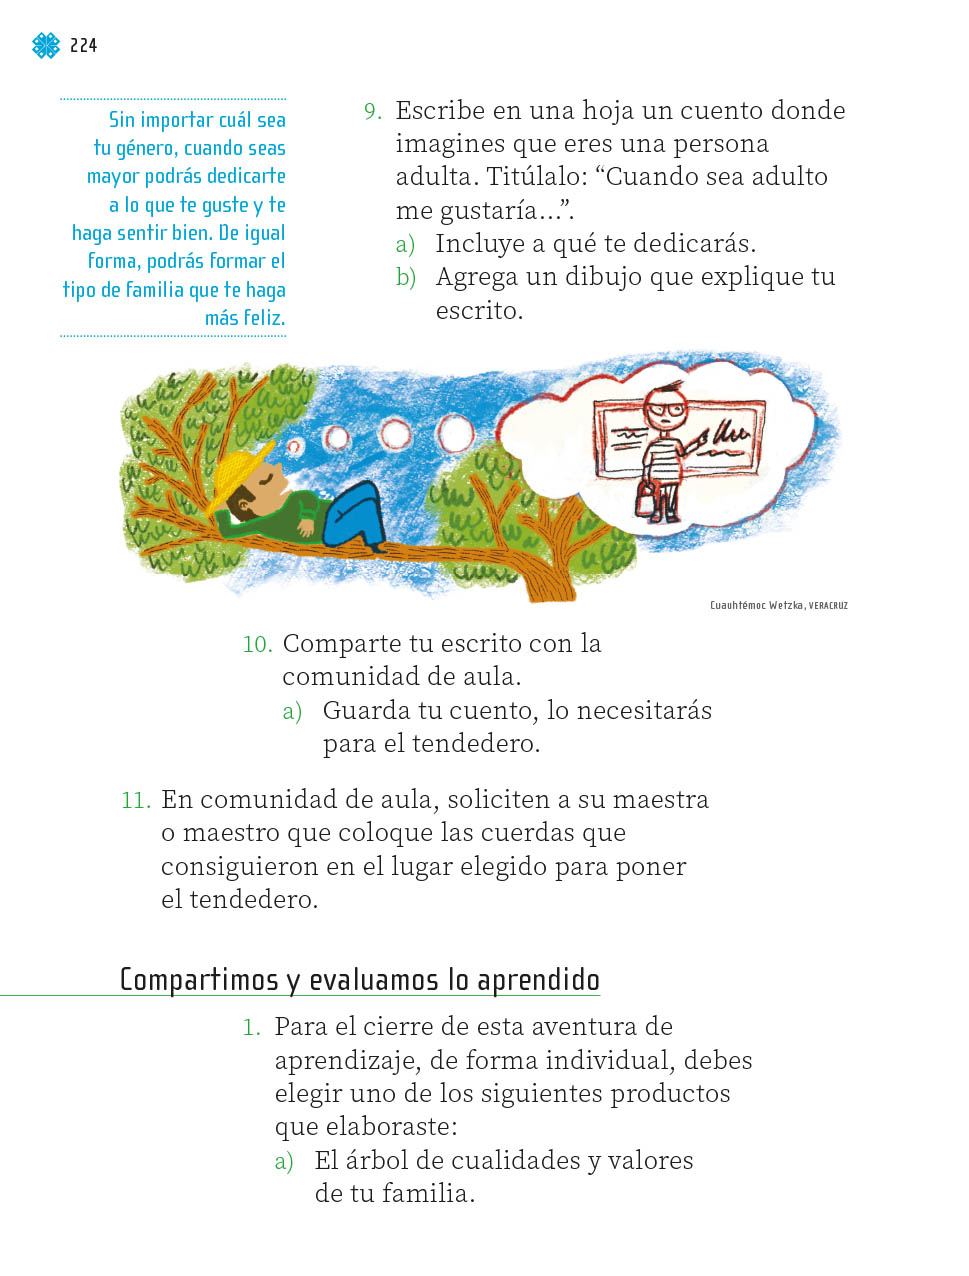 224
Sin importar cuál sea
tu género, cuando seas
mayor podrás dedicarte
a lo que te guste y te
haga sentir bien. De igual
forma, podrás formar el
tipo de familia que te haga
más feliz.
9. Escribe en una hoja un cuento donde
imagines que eres una persona
adulta. Titúlalo: “Cuando sea adulto
me gustaría...”.
a) Incluye a qué te dedicarás.
b) Agrega un dibujo que explique tu
escrito.
Cuauhtémoc Wetzka, VERACRUZ
10. Comparte tu escrito con la
comunidad de aula.
a) Guarda tu cuento, lo necesitarás
para el tendedero.
11. En comunidad de aula, soliciten a su maestra
o maestro que coloque las cuerdas que
consiguieron en el lugar elegido para poner
el tendedero.
Compartimos y evaluamos lo aprendido
1. Para el cierre de esta aventura de
aprendizaje, de forma individual, debes
elegir uno de los siguientes productos
que elaboraste:
a) El árbol de cualidades y valores
de tu familia.